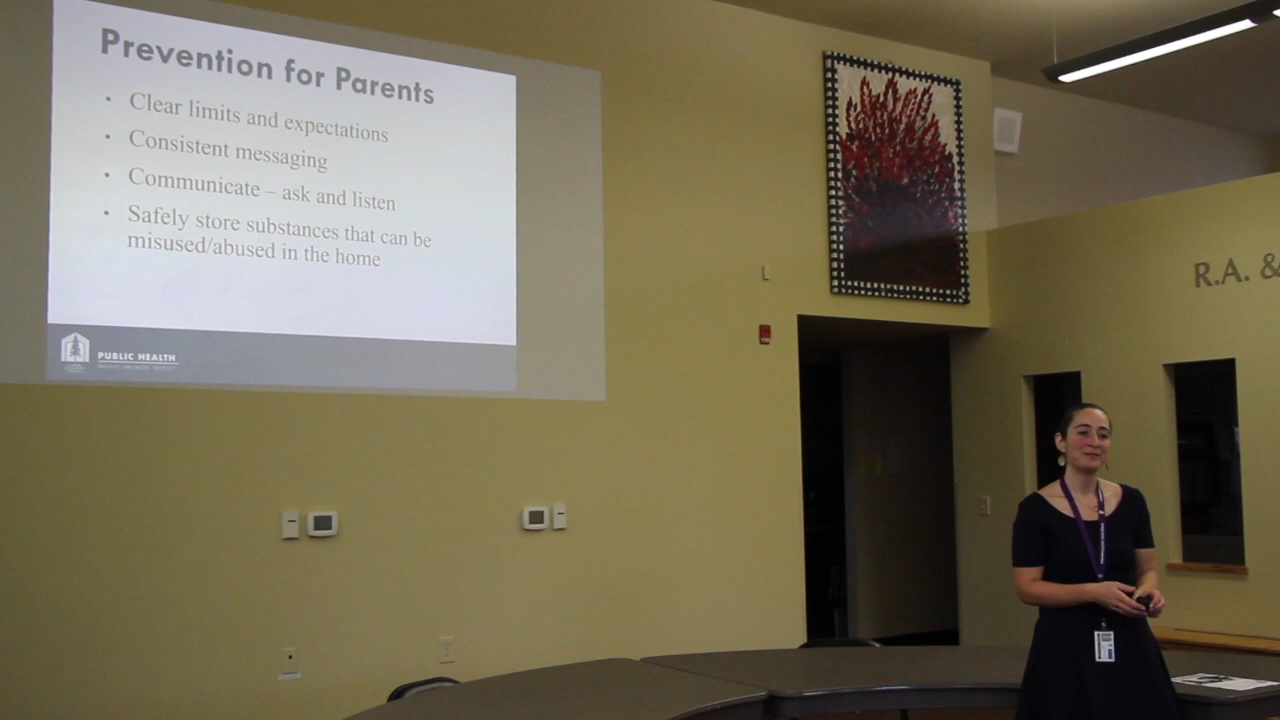 Prevention for Parents
• Clear limits and expectations
• Consistent messaging
• Communicate – ask and listen
• Safely store substances that can be
misused/abused in the home
PUBLIC HEALTH
R.A. &